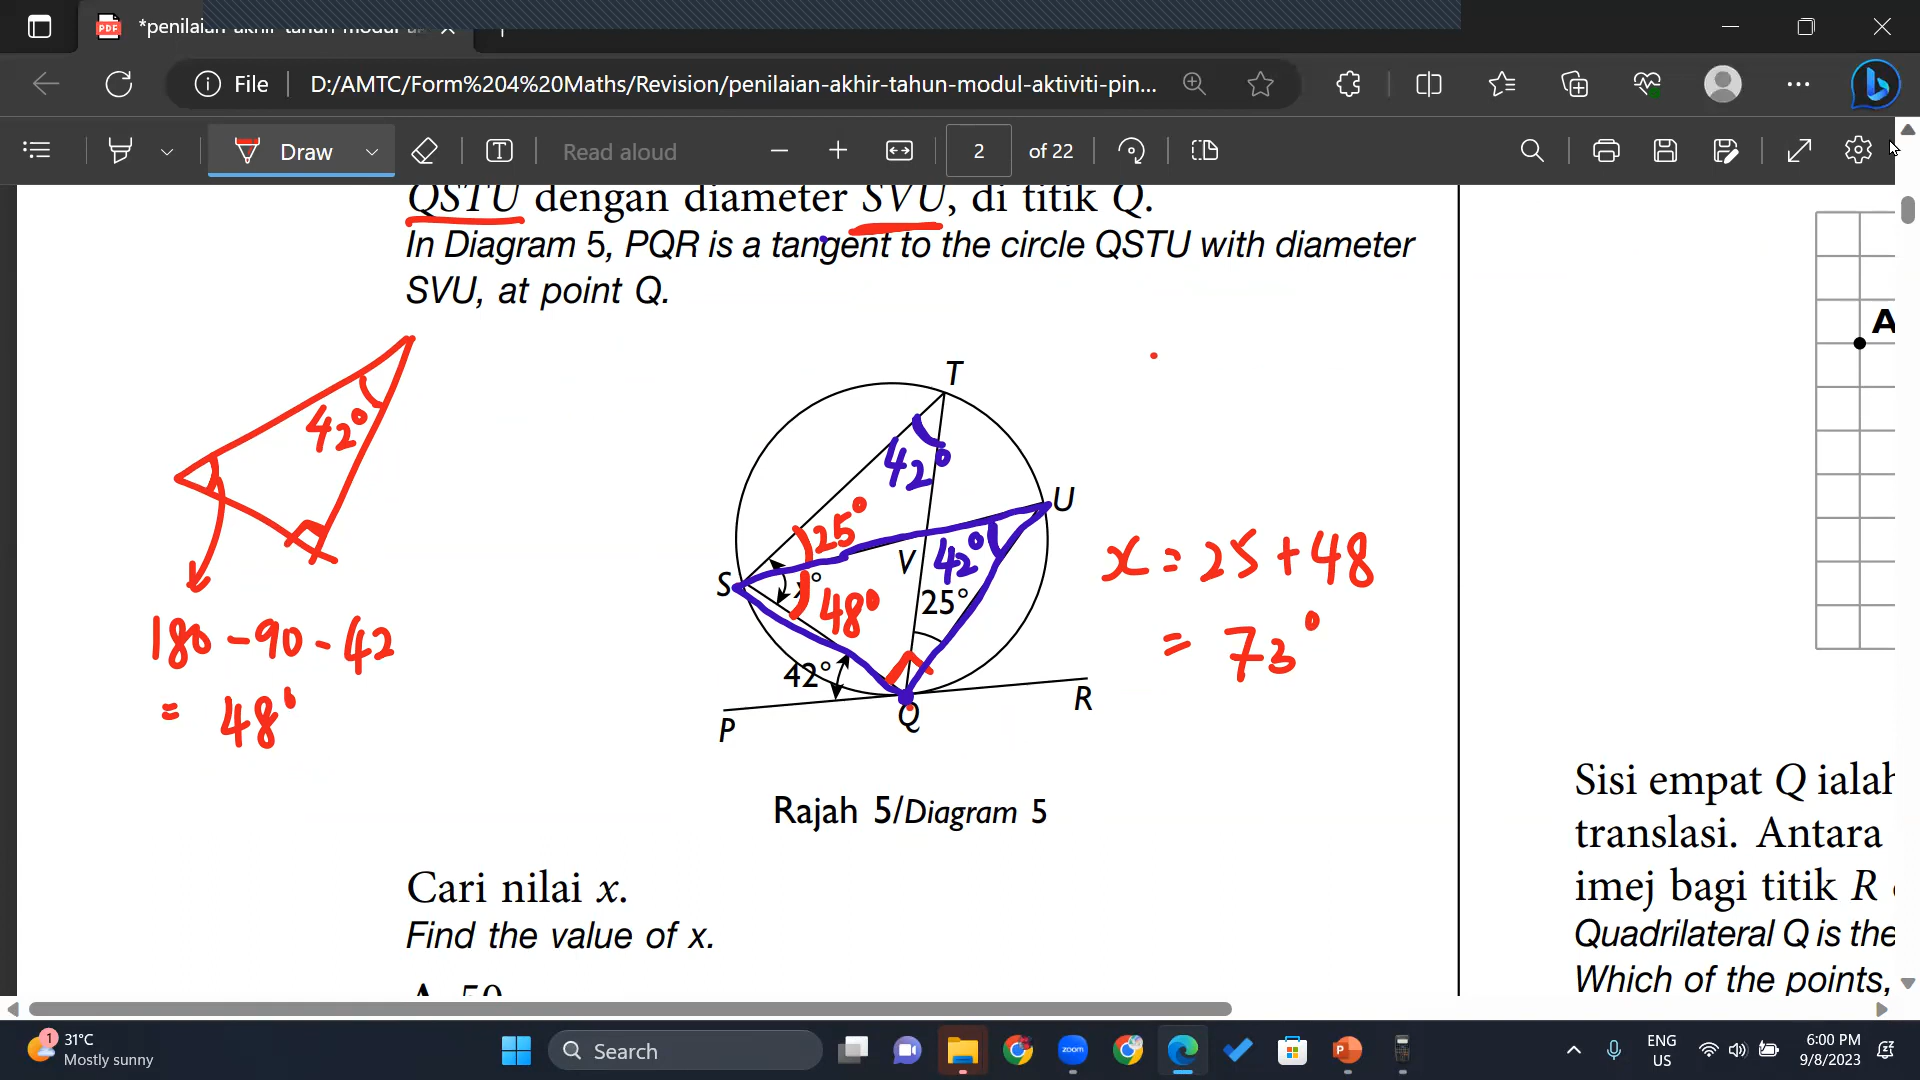 *penilaian-akhir-tahun-modul-ak
File
D:/AMTC/Form%204%20Maths/Revision/penilaian-akhir-tahun-modul-aktiviti-pin...
Draw
Read aloud
2
of 22
QSTU dengan diameter SVU, di titik Q.
In Diagram 5, PQR is a tangent to the circle QSTU with diameter
SVU, at point Q.
A
T
42°
42°
U
25°
S
x°
V
42°
25°
48°
x = 25 + 48
= 73°
180 - 90 - 42
= 48°
42°
P
Q
R
Rajah 5/Diagram 5
Cari nilai x.
Find the value of x.
A 50
Sisi empat Q ialah
translasi. Antara
imej bagi titik R
Quadrilateral Q is the
Which of the points,
1
31°C
Mostly sunny
Search
zoom
ENG
US
6:00 PM
9/8/2023